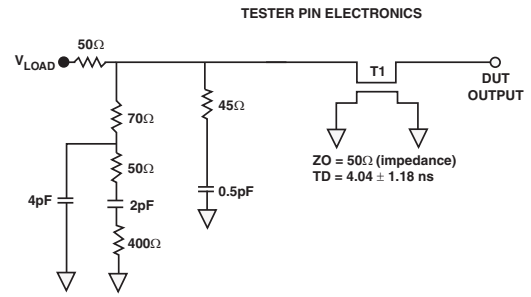 TESTER PIN ELECTRONICS
50Ω
VLOAD
T1
DUT
OUTPUT
70Ω
45Ω
50Ω
ZO = 50Ω (impedance)
TD = 4.04 ± 1.18 ns
4pF
2pF
0.5pF
400Ω